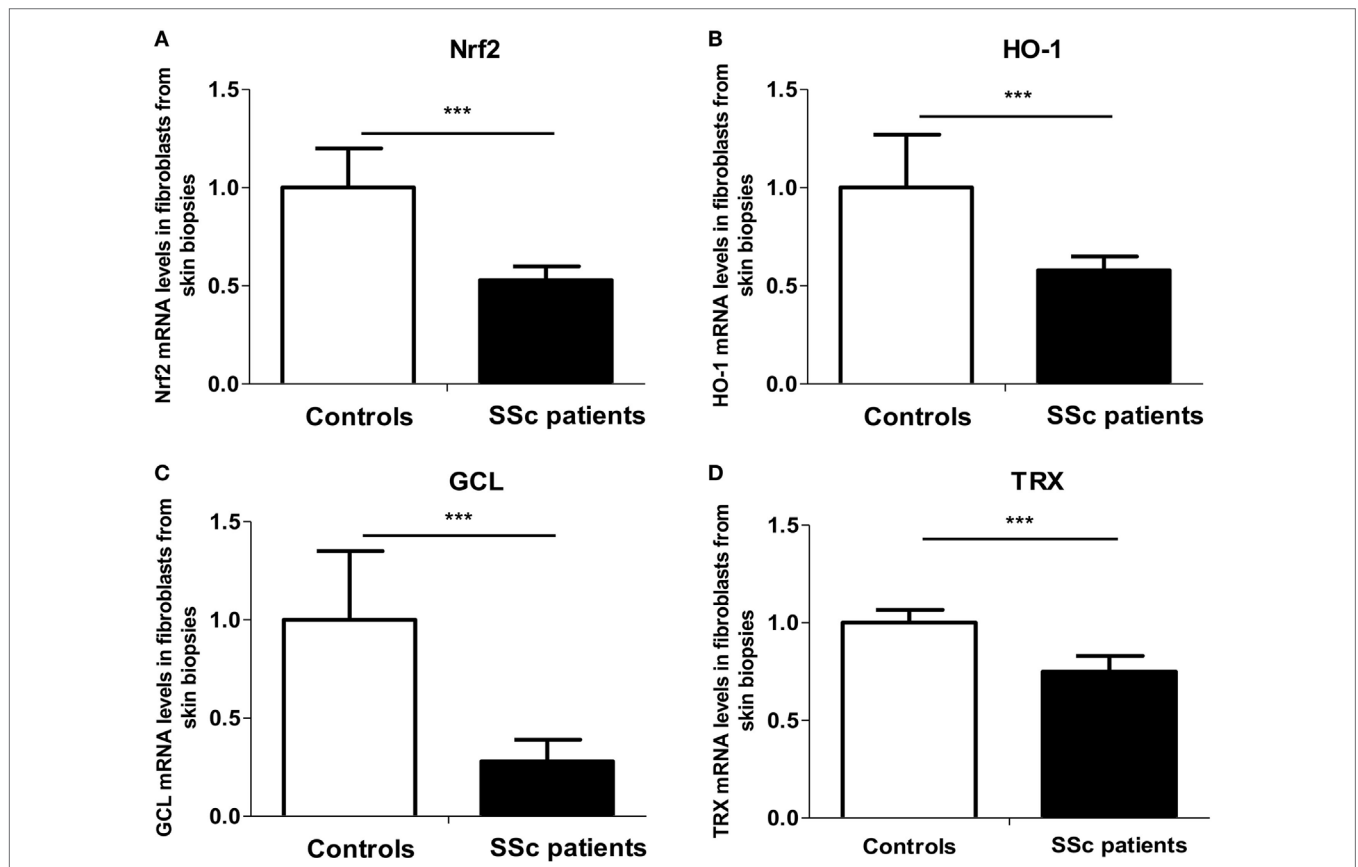 A
Nrf2
Nrf2 mRNA levels in fibroblasts from
skin biopsies
1.5
1.0
0.5
0.0
***
Controls
SSc patients
B
HO-1
HO-1 mRNA levels in fibroblasts from
skin biopsies
1.5
1.0
0.5
0.0
***
Controls
SSc patients
C
GCL
GCL mRNA levels in fibroblasts from
skin biopsies
1.5
1.0
0.5
0.0
***
Controls
SSc patients
D
TRX
TRX mRNA levels in fibroblasts from
skin biopsies
1.5
1.0
0.5
0.0
***
Controls
SSc patients